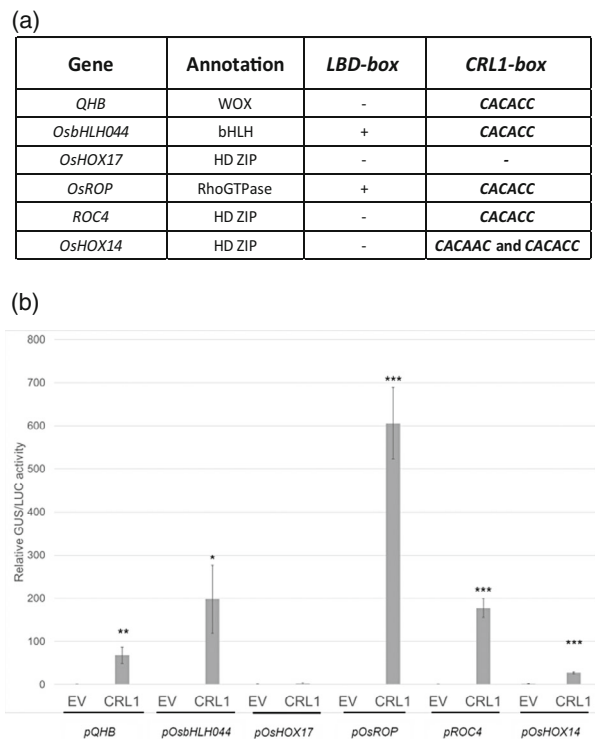 (a)
Gene Annotation LBD-box CRL1-box
QHB WOX - CACACC
OsbHLH044 bHLH + CACACC
OsHOX17 HD ZIP - -
OsROP RhoGTPase + CACACC
ROC4 HD ZIP - CACACC
OsHOX14 HD ZIP - CACAAC and CACACC
(b)
Relative GUS/LUC activity
800
700
600
500
400
300
200
100
0
**
*
***
***
***
EV CRL1 EV CRL1 EV CRL1 EV CRL1 EV CRL1 EV CRL1
pQHB pOsbHLH044 pOsHOX17 pOsROP pROC4 pOsHOX14